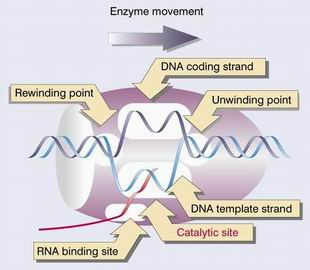 Enzyme movement
DNA coding strand
Rewinding point
Unwinding point
DNA template strand
Catalytic site
RNA binding site